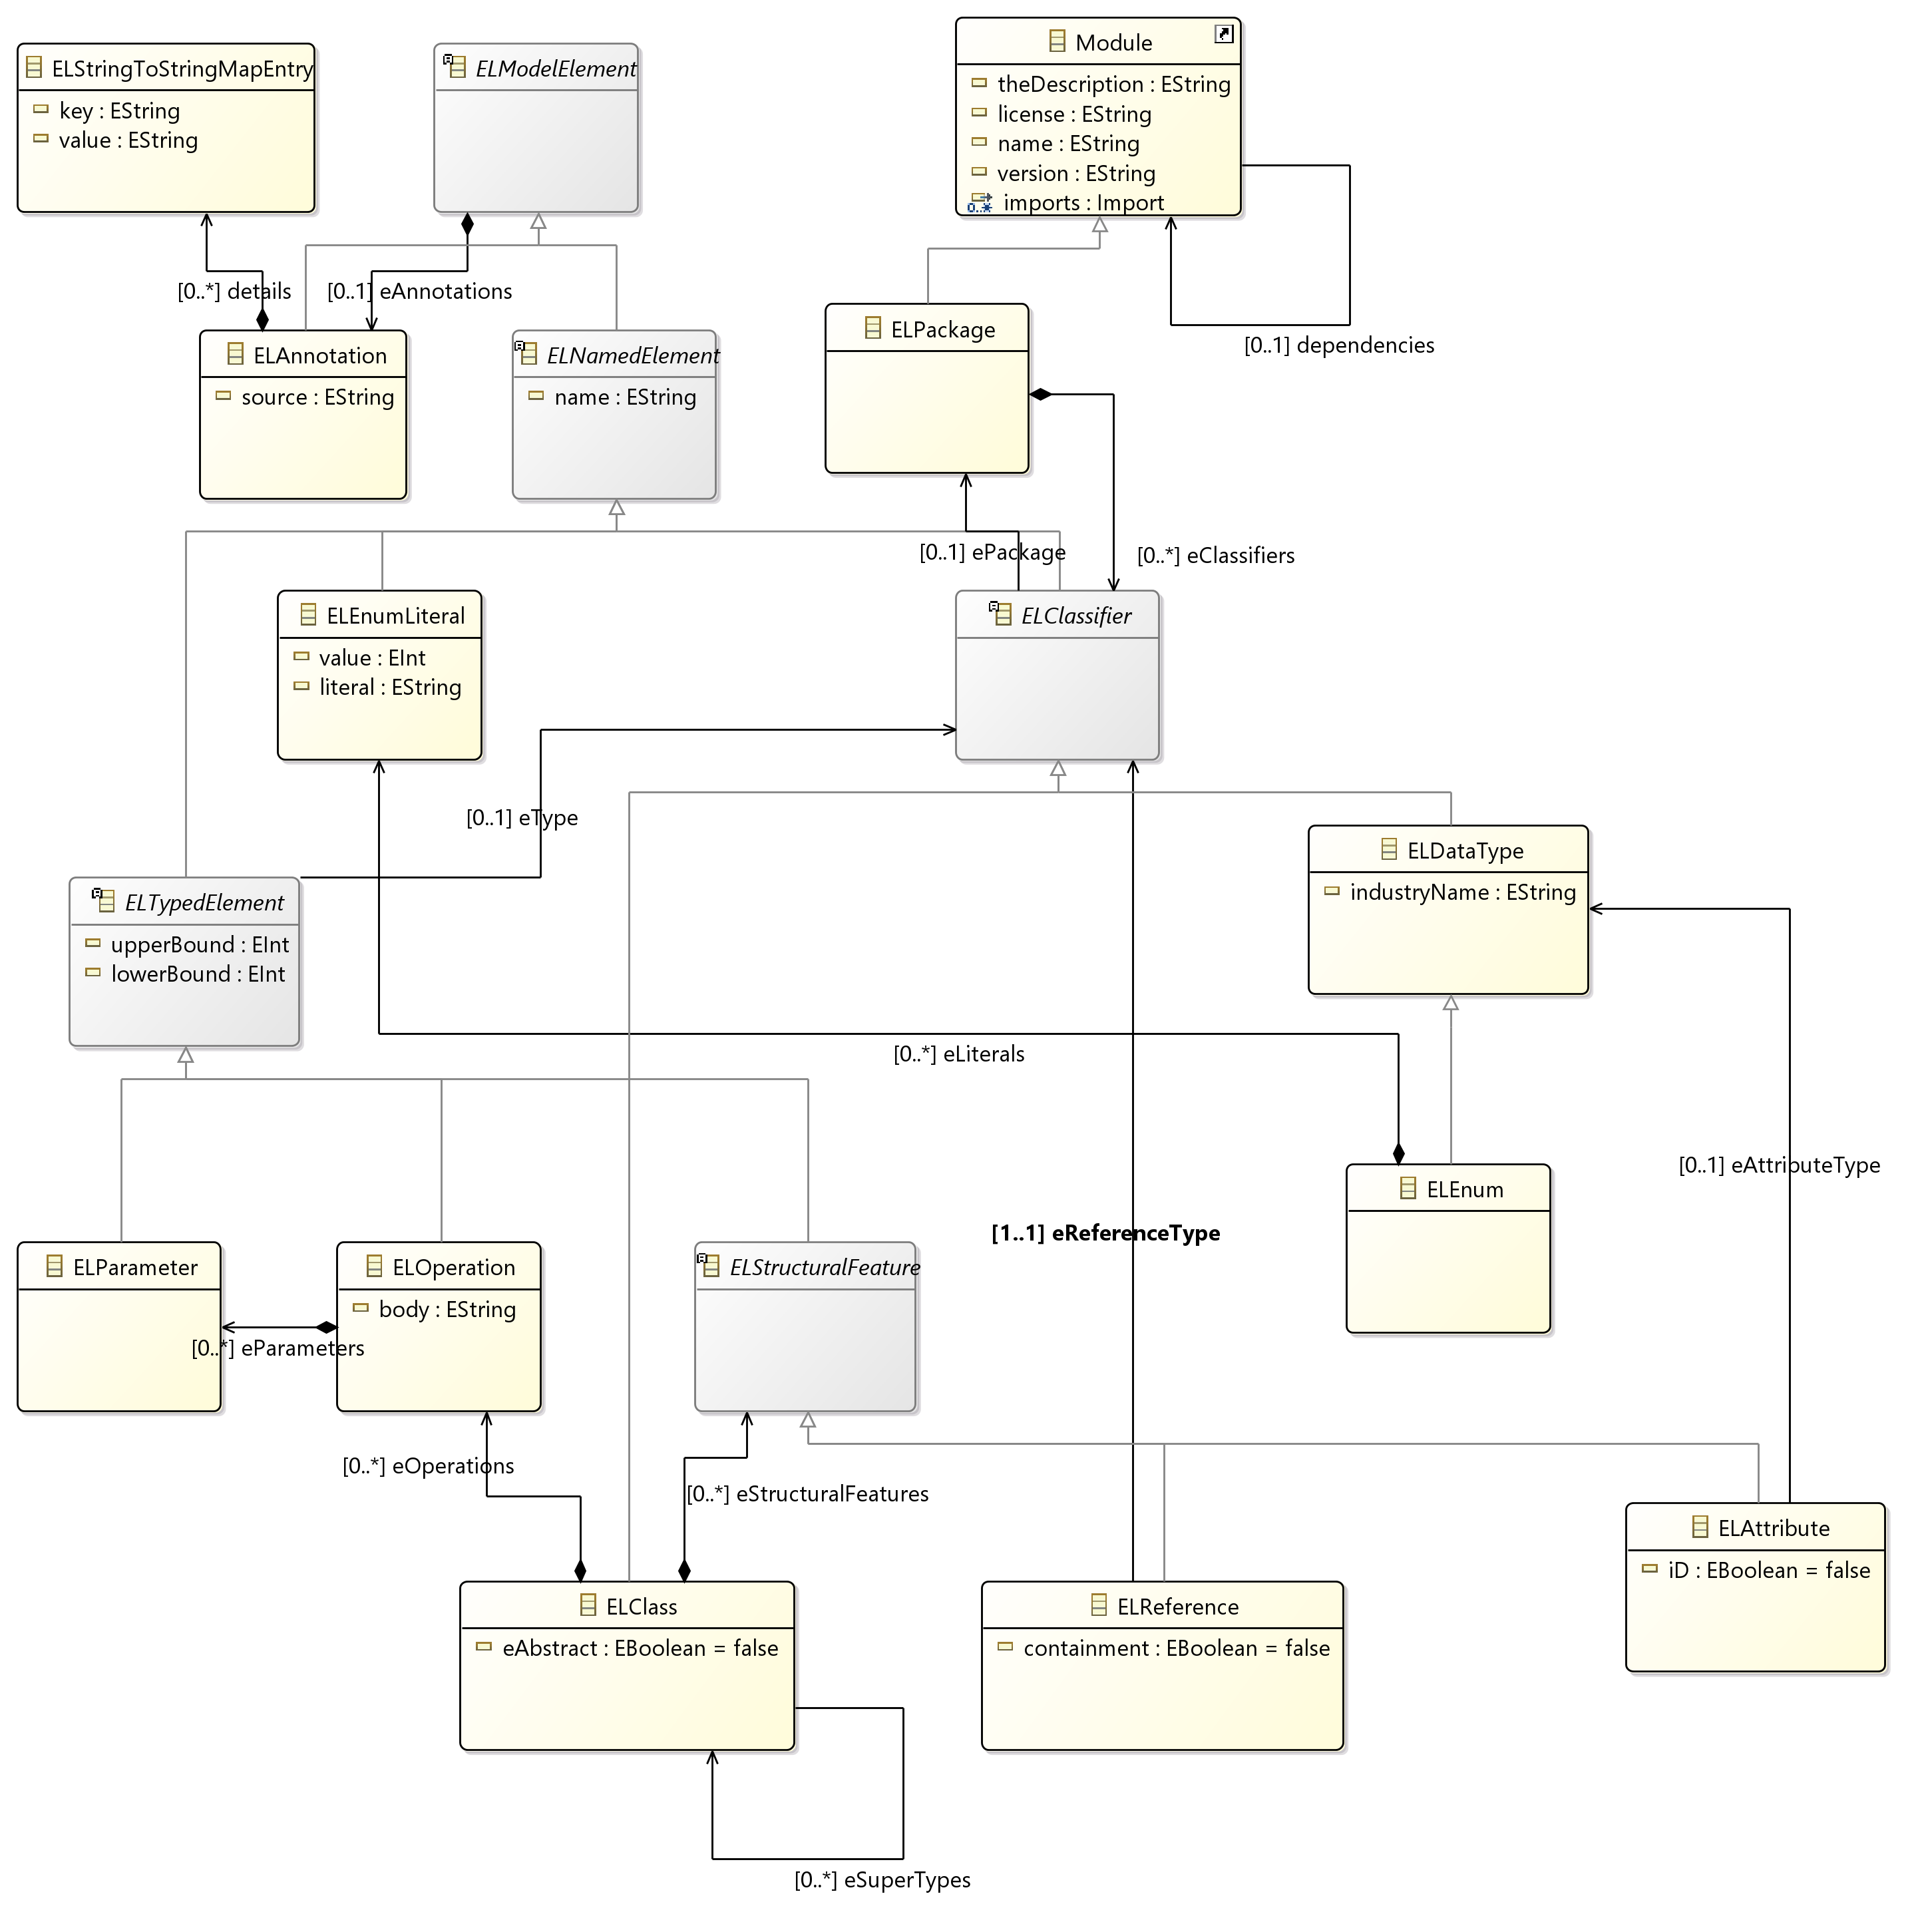 ELStringToStringMapEntry
key : EString
value : EString
ELModelElement
Module
theDescription : EString
license : EString
name : EString
version : EString
0..* imports : Import
[0..*] details
[0..1] eAnnotations
ELAnnotation
source : EString
ELNamedElement
name : EString
ELPackage
[0..1] dependencies
[0..1] ePackage
[0..*] eClassifiers
ELEnumLiteral
value : EInt
literal : EString
ELClassifier
[0..1] eType
ELDataType
industryName : EString
ELTypedElement
upperBound : EInt
lowerBound : EInt
[0..*] eLiterals
[0..1] eAttributeType
ELEnum
[1..1] eReferenceType
ELParameter
ELOperation
body : EString
ELStructuralFeature
[0..*] eParameters
[0..*] eOperations
[0..*] eStructuralFeatures
ELAttribute
iD : EBoolean = false
ELClass
eAbstract : EBoolean = false
ELReference
containment : EBoolean = false
[0..*] eSuperTypes